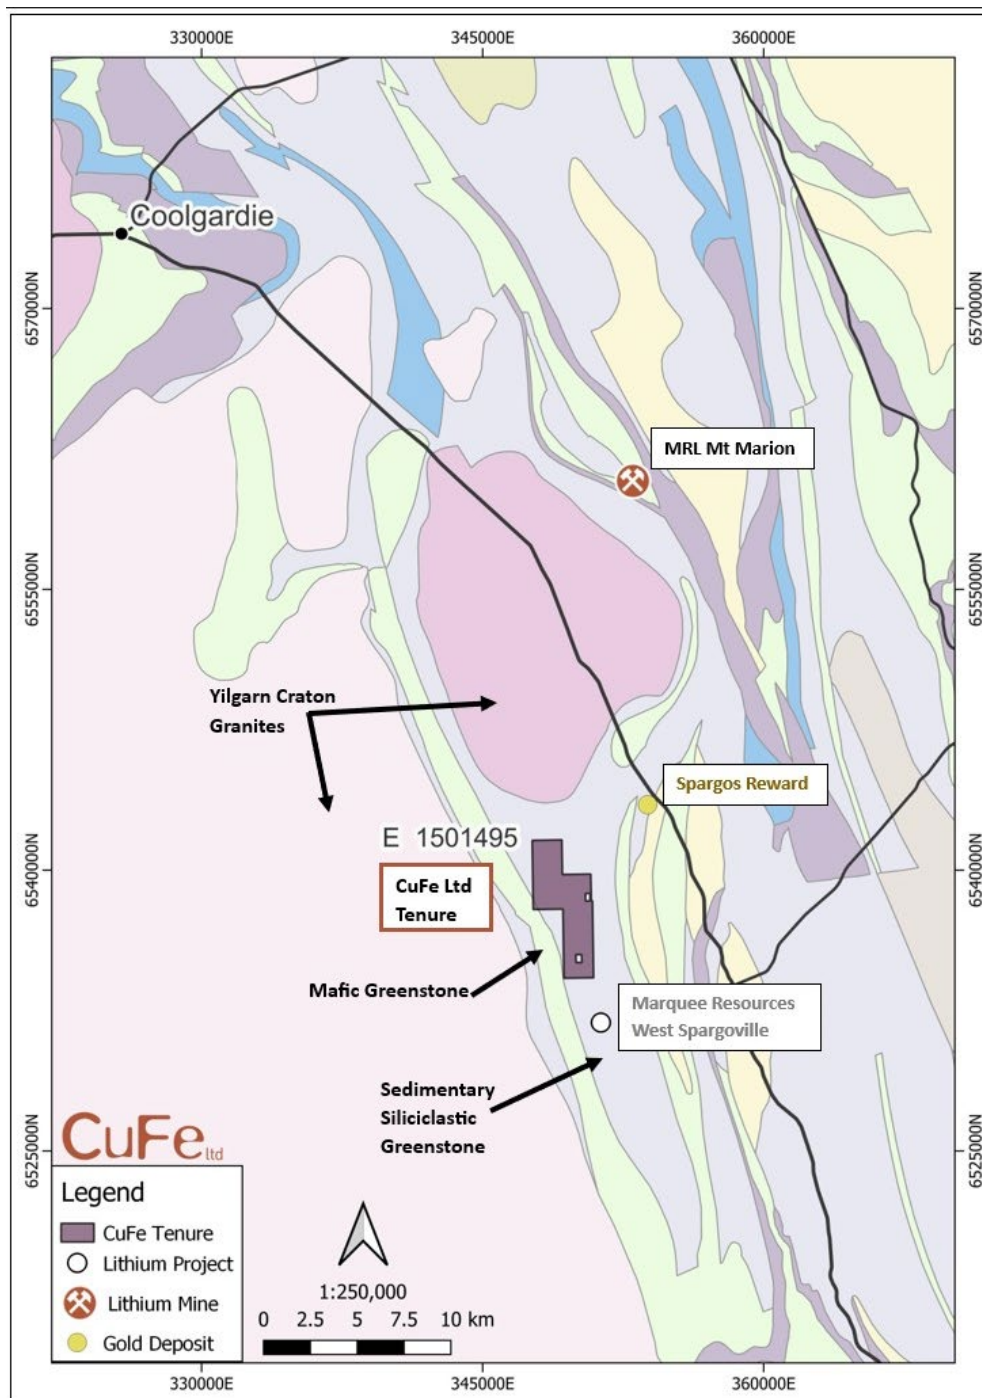 330000E 345000E 360000E
Coolgardie
6570000N 6570000N
MRL Mt Marion
6555000N 6555000N
Yilgarn Craton
Granites
Spargos Reward
E 1501495
6540000N 6540000N
CuFe Ltd
Tenure
Mafic Greenstone
Marquee Resources
West Spargoville
Sedimentary
Siliciclastic
Greenstone
6525000N 6525000N
CuFe ltd
Legend
CuFe Tenure
Lithium Project
Lithium Mine
Gold Deposit
1:250,000
0 2.5 5 7.5 10 km
330000E 345000E 360000E